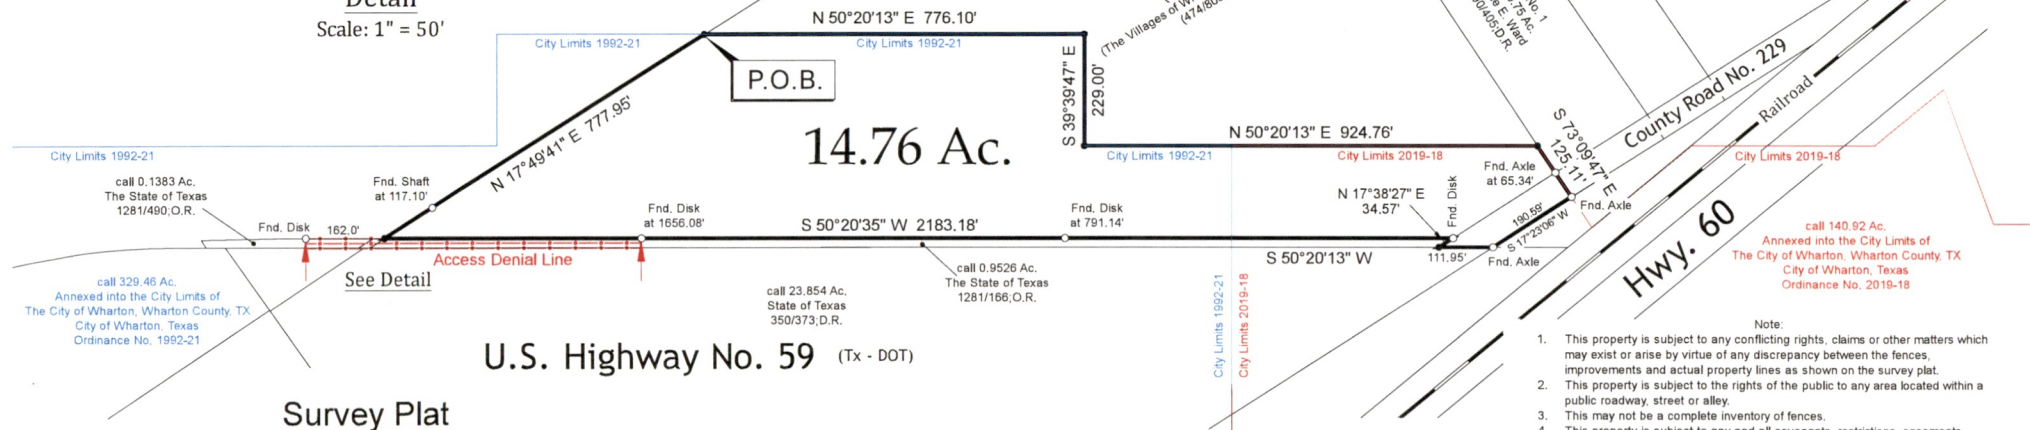 Detail
Scale: 1" = 50'
N 50°20'13" E 776.10'
City Limits 1992-21
City Limits 1992-21
P.O.B.
S 39°39'47" E
229.00'
(The Villages of W
(474/80
No. 1
.75 Ac.
e E. Ward
00/405;D.R.
County Road No. 229
Railroad
N 17°49'41" E 777.95'
14.76 Ac.
N 50°20'13" E 924.76'
City Limits 1992-21
City Limits 2019-18
S 73°09'47" E
125.11'
City Limits 2019-18
City Limits 1992-21
call 0.1383 Ac.
The State of Texas
1281/490;O.R.
Fnd. Shaft
at 117.10'
Fnd. Axle
at 65.34'
N 17°38'27" E
34.57'
Fnd. Disk
Fnd. Axle
Fnd. Disk
162.0'
Fnd. Disk
at 1656.08'
S 50°20'35" W 2183.18'
Fnd. Disk
at 791.14'
190.59'
S 17°23'06" W
Hwy. 60
See Detail
Access Denial Line
S 50°20'13" W
111.95'
Fnd. Axle
call 0.9526 Ac.
The State of Texas
1281/166;O.R.
call 23.854 Ac.
State of Texas
350/373;D.R.
call 329.46 Ac.
Annexed into the City Limits of
The City of Wharton, Wharton County, TX
City of Wharton, Texas
Ordinance No. 1992-21
call 140.92 Ac.
Annexed into the City Limits of
The City of Wharton, Wharton County, TX
City of Wharton, Texas
Ordinance No. 2019-18
City Limits 1992-21
City Limits 2019-18
U.S. Highway No. 59 (Tx - DOT)
Survey Plat
Note:
1. This property is subject to any conflicting rights, claims or other matters which
may exist or arise by virtue of any discrepancy between the fences,
improvements and actual property lines as shown on the survey plat.
2. This property is subject to the rights of the public to any area located within a
public roadway, street or alley.
3. This may not be a complete inventory of fences.